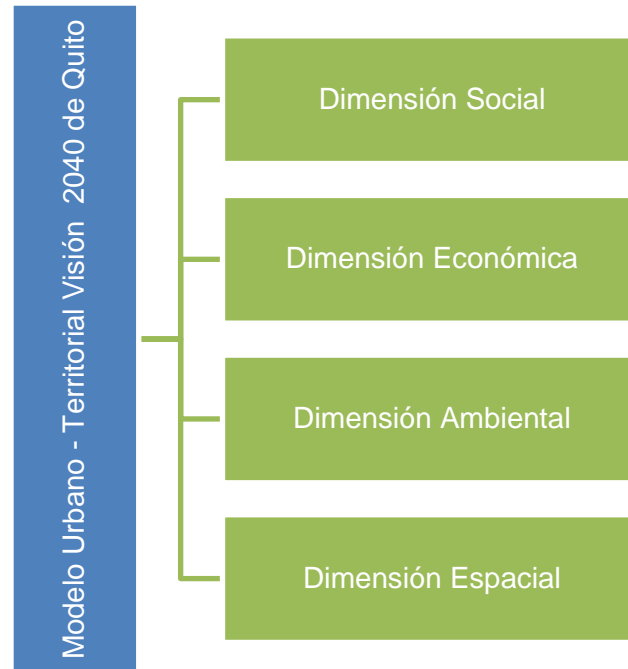 Modelo Urbano - Territorial Visión 2040 de Quito
Dimensión Social
Dimensión Económica
Dimensión Ambiental
Dimensión Espacial